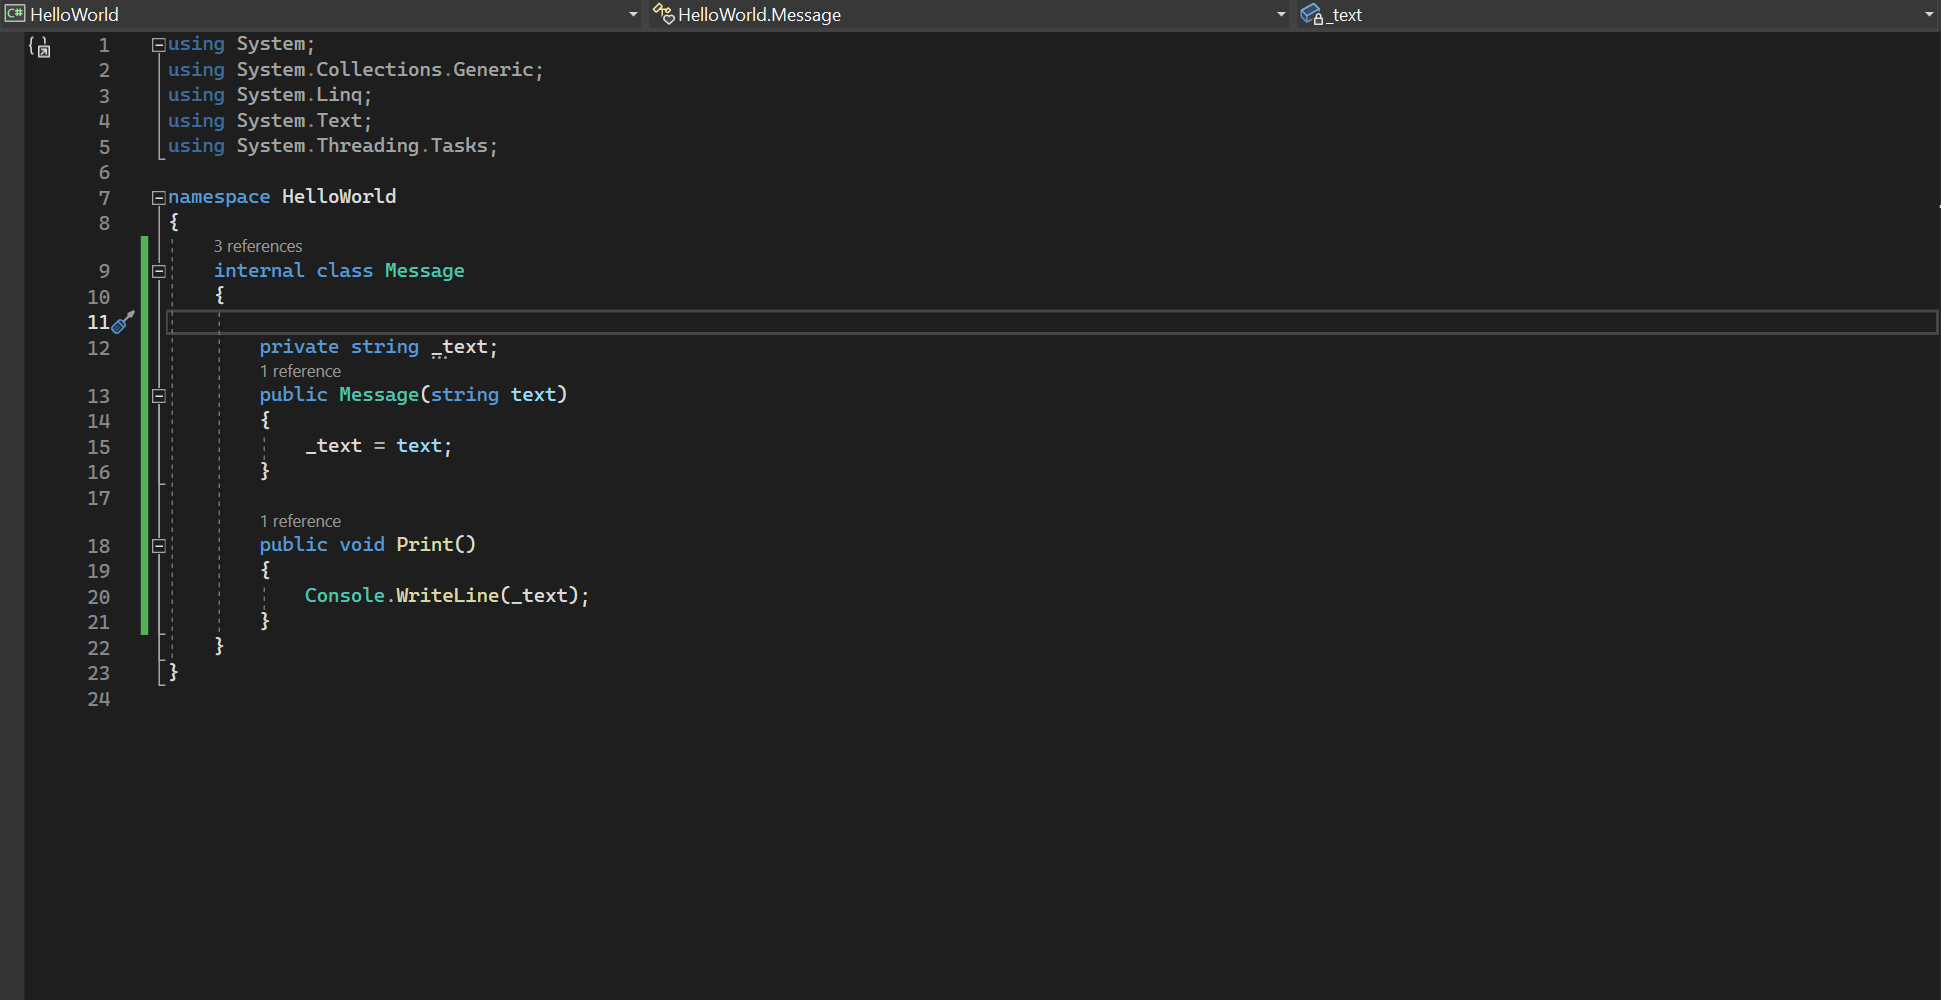 C# HelloWorld HelloWorld.Message _text
1 using System;
2 using System.Collections.Generic;
3 using System.Linq;
4 using System.Text;
5 using System.Threading.Tasks;
6
7 namespace HelloWorld
8 {
3 references
9 internal class Message
10 {
11
12 private string _text;
1 reference
13 public Message(string text)
14 {
15 _text = text;
16 }
17
1 reference
18 public void Print()
19 {
20 Console.WriteLine(_text);
21 }
22 }
23 }
24